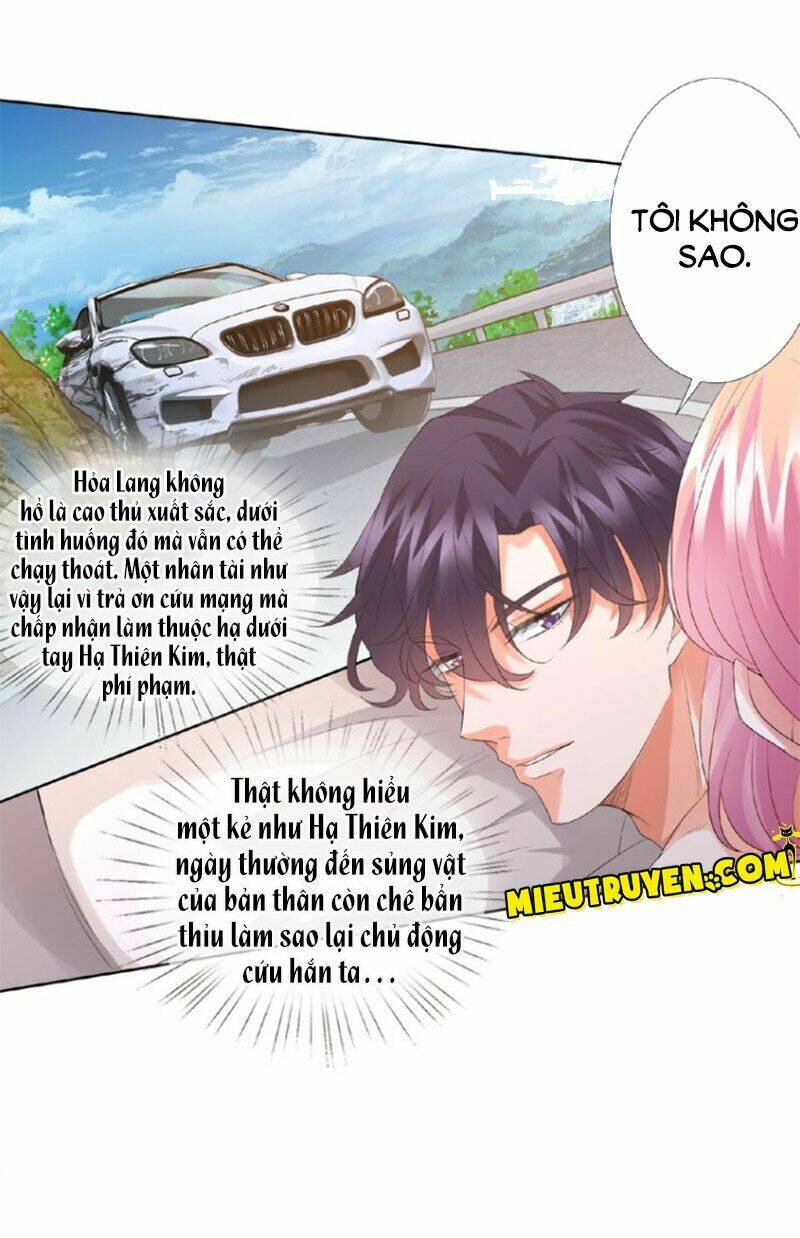 TÔI KHÔNG
SAO.
Hỏa Lang không
hổ là cao thủ xuất sắc, dưới
tình huống đó mà vẫn có thể
chạy thoát. Một nhân tài như
vậy lại vì trả ơn cứu mạng mà
chấp nhận làm thuộc hạ dưới
tay Hạ Thiên Kim, thật
phí phạm.
Thật không hiểu
một kẻ như Hạ Thiên Kim,
ngày thường đến sủng vật
của bản thân còn chê bẩn
thỉu làm sao lại chủ động
cứu hắn ta...
MIEUTRUYEN.COM